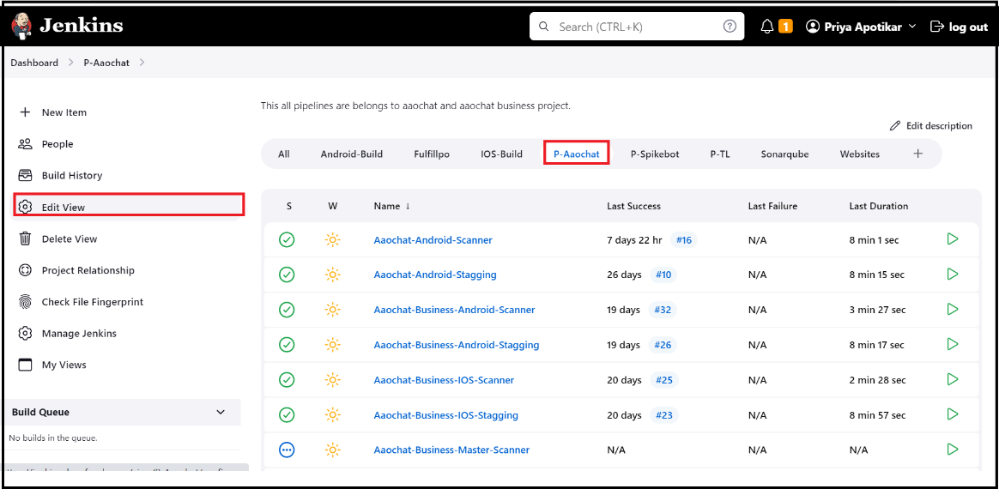 Jenkins
Search (CTRL+K)
1
Priya Apotikar
log out
Dashboard
P-Aaochat
New Item
People
Build History
Edit View
Delete View
Project Relationship
Check File Fingerprint
Manage Jenkins
My Views
Build Queue
No builds in the queue.
This all pipelines are belongs to aaochat and aaochat business project.
Edit description
All Android-Build Fulfillpo IOS-Build P-Aaochat P-Spikebot P-TL Sonarqube Websites +
S W Name ↓ Last Success Last Failure Last Duration
Aaochat-Android-Scanner 7 days 22 hr #16 N/A 8 min 1 sec
Aaochat-Android-Stagging 26 days #10 N/A 8 min 15 sec
Aaochat-Business-Android-Scanner 19 days #32 N/A 3 min 27 sec
Aaochat-Business-Android-Stagging 19 days #26 N/A 8 min 17 sec
Aaochat-Business-IOS-Scanner 20 days #25 N/A 2 min 28 sec
Aaochat-Business-IOS-Stagging 20 days #23 N/A 8 min 57 sec
Aaochat-Business-Master-Scanner N/A N/A N/A